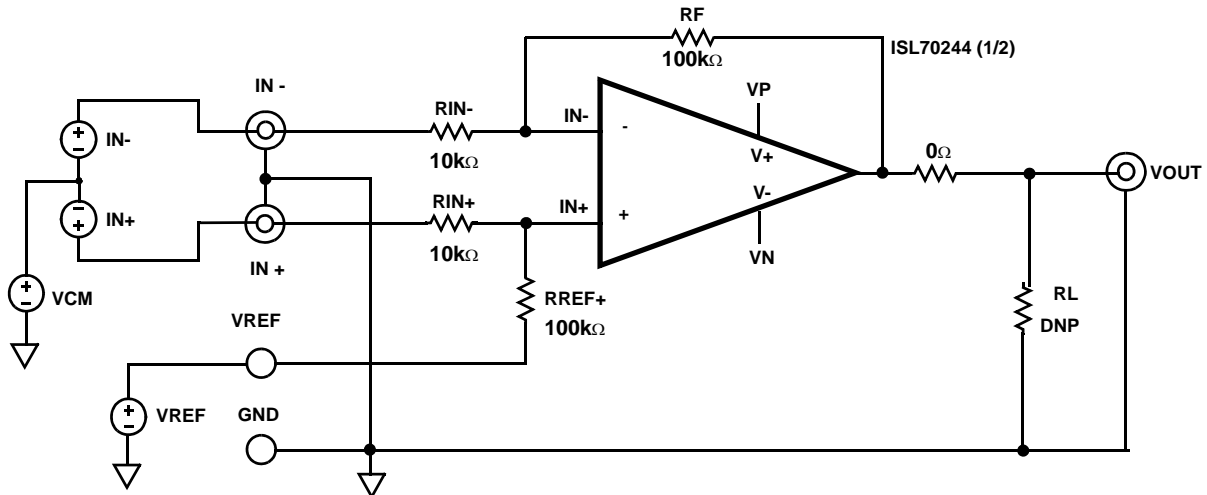 RF
100kΩ
ISL70244 (1/2)
IN -
VP
RIN-
IN-
-
IN-
10kΩ
V+
0Ω
VOUT
V-
RIN+
IN+
+
IN+
10kΩ
VN
IN +
VCM
RREF+
100kΩ
RL
DNP
VREF
VREF
GND